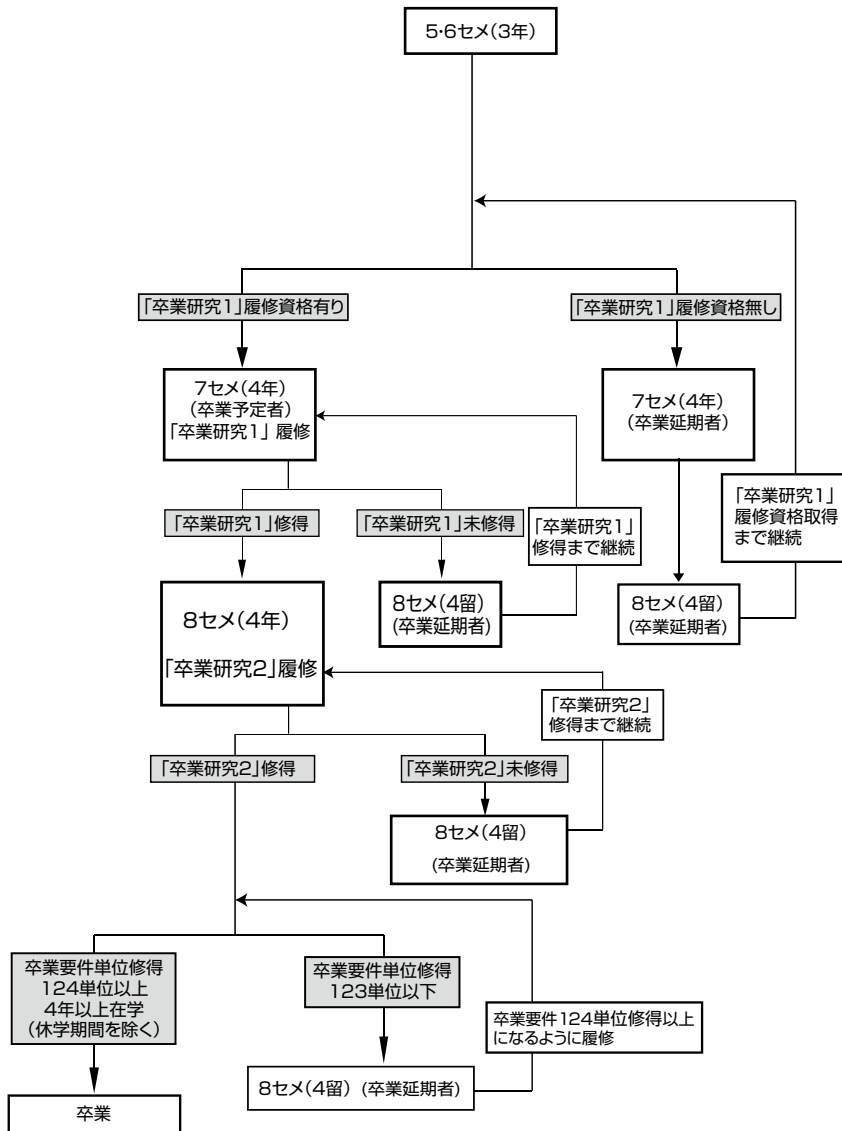 5・6セメ(3年)
「卒業研究1」履修資格有り
「卒業研究1」履修資格無し
7セメ(4年)
(卒業予定者)
「卒業研究1」 履修
7セメ(4年)
(卒業延期者)
「卒業研究1」
履修資格取得
まで継続
「卒業研究1」修得
「卒業研究1」未修得
「卒業研究1」
修得まで継続
8セメ(4年)
「卒業研究2」履修
8セメ(4留)
(卒業延期者)
8セメ(4留)
(卒業延期者)
「卒業研究2」
修得まで継続
「卒業研究2」修得
「卒業研究2」未修得
8セメ(4留)
(卒業延期者)
卒業要件単位修得
124単位以上
4年以上在学
(休学期間を除く)
卒業要件単位修得
123単位以下
卒業要件124単位修得以上
になるように履修
8セメ(4留) (卒業延期者)
卒業